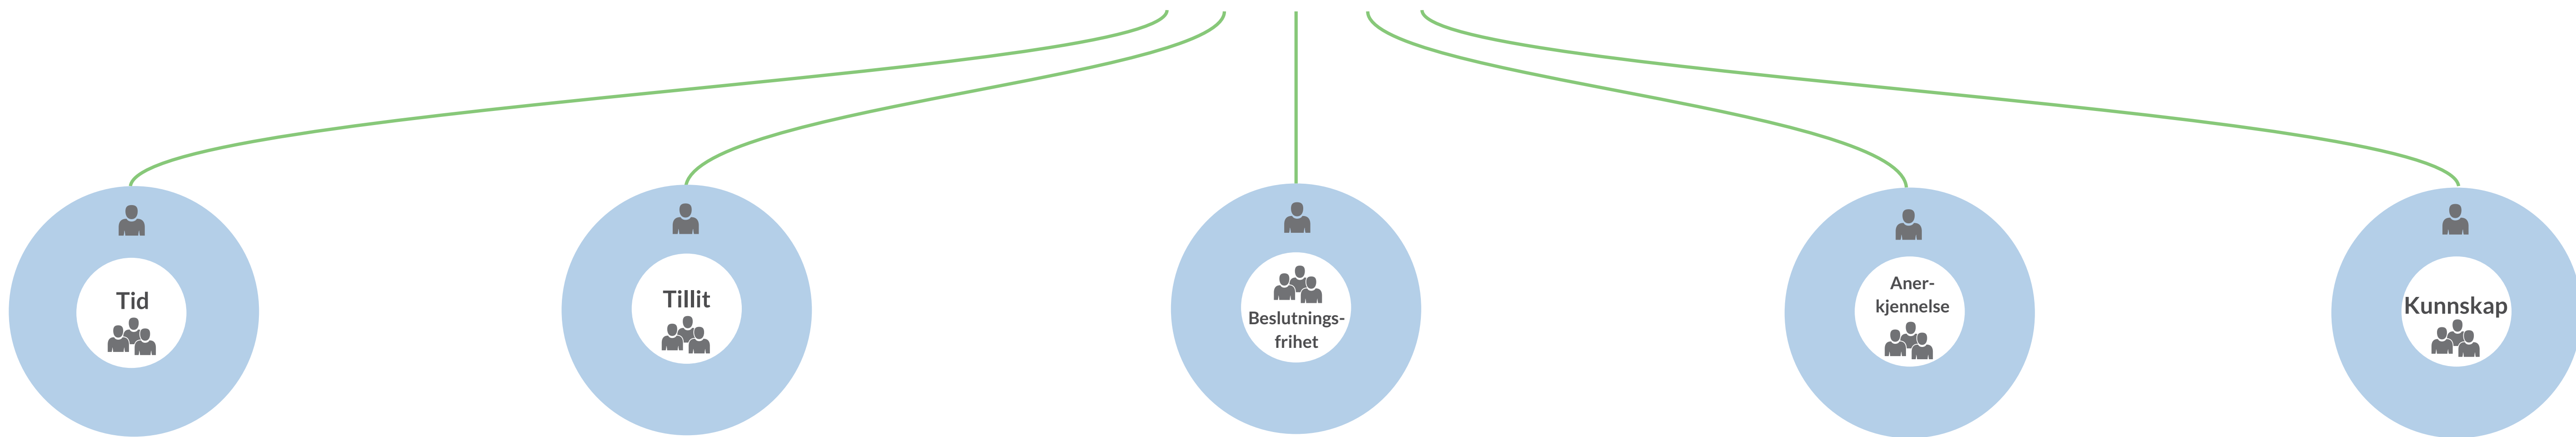 Tid
Tillit
Beslutnings-
frihet
Aner-
kjennelse
Kunnskap